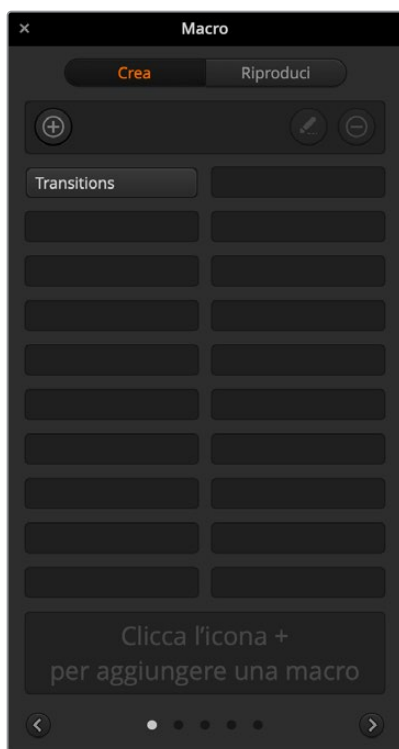 Macro
Crea Riproduci
Transitions
Clicca l'icona +
per aggiungere una macro